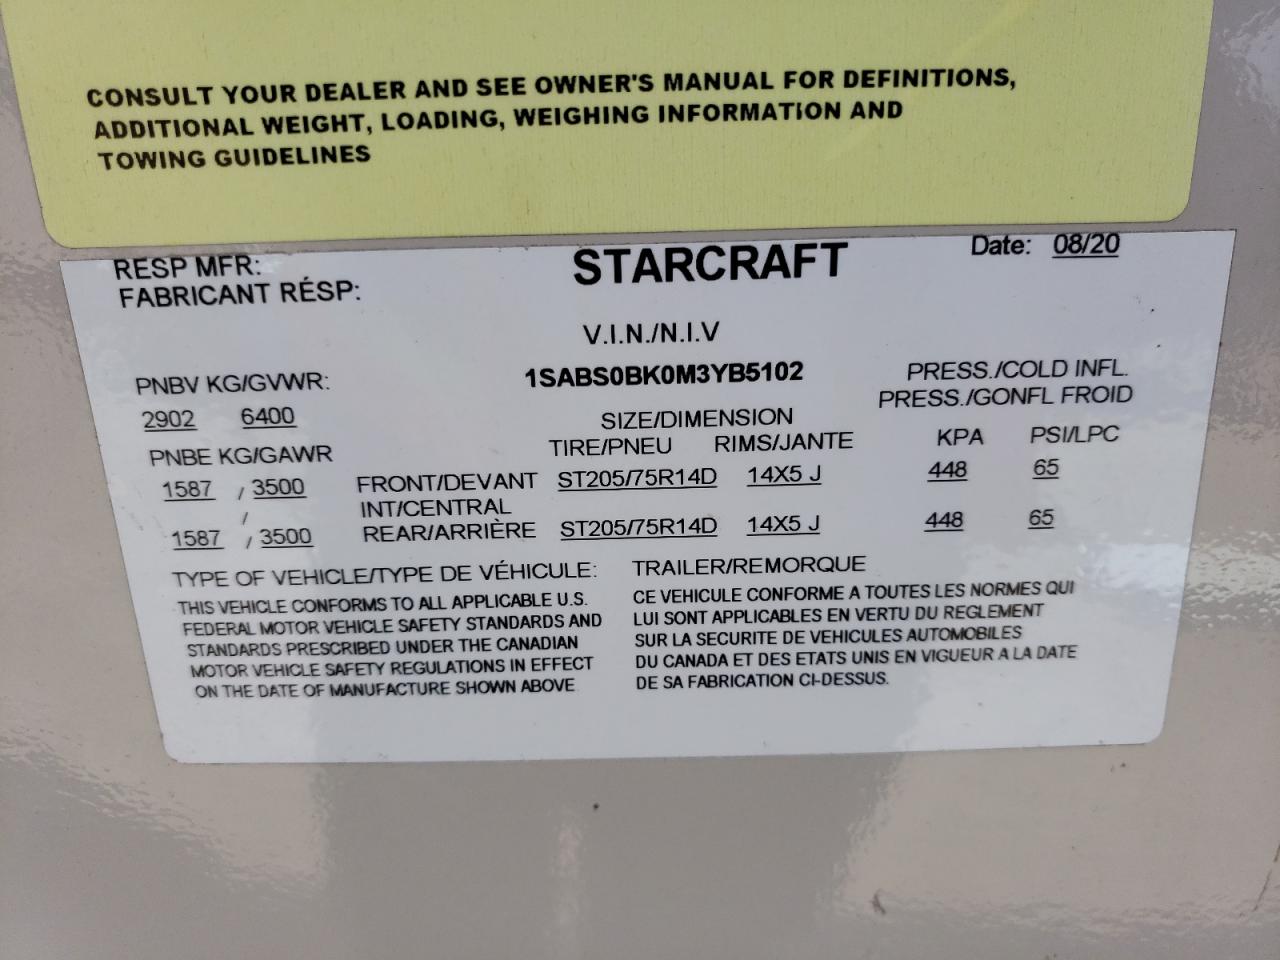 CONSULT YOUR DEALER AND SEE OWNER'S MANUAL FOR DEFINITIONS,
ADDITIONAL WEIGHT, LOADING, WEIGHING INFORMATION AND
TOWING GUIDELINES
RESP MFR: STARCRAFT Date: 08/20
FABRICANT RÉSP:
V.I.N./N.I.V
1SABS0BK0M3YB5102
PNBV KG/GVWR: PRESS./COLD INFL.
2902 6400 SIZE/DIMENSION PRESS./GONFL FROID
PNBE KG/GAWR TIRE/PNEU RIMS/JANTE KPA PSI/LPC
1587 / 3500 FRONT/DEVANT ST205/75R14D 14X5 J 448 65
/ INT/CENTRAL
1587 / 3500 REAR/ARRIÈRE ST205/75R14D 14X5 J 448 65
TYPE OF VEHICLE/TYPE DE VÉHICULE: TRAILER/REMORQUE
THIS VEHICLE CONFORMS TO ALL APPLICABLE U.S.
FEDERAL MOTOR VEHICLE SAFETY STANDARDS AND
STANDARDS PRESCRIBED UNDER THE CANADIAN
MOTOR VEHICLE SAFETY REGULATIONS IN EFFECT
ON THE DATE OF MANUFACTURE SHOWN ABOVE
CE VEHICULE CONFORME A TOUTES LES NORMES QUI
LUI SONT APPLICABLES EN VERTU DU REGLEMENT
SUR LA SECURITE DE VEHICULES AUTOMOBILES
DU CANADA ET DES ETATS UNIS EN VIGUEUR A LA DATE
DE SA FABRICATION CI-DESSUS.